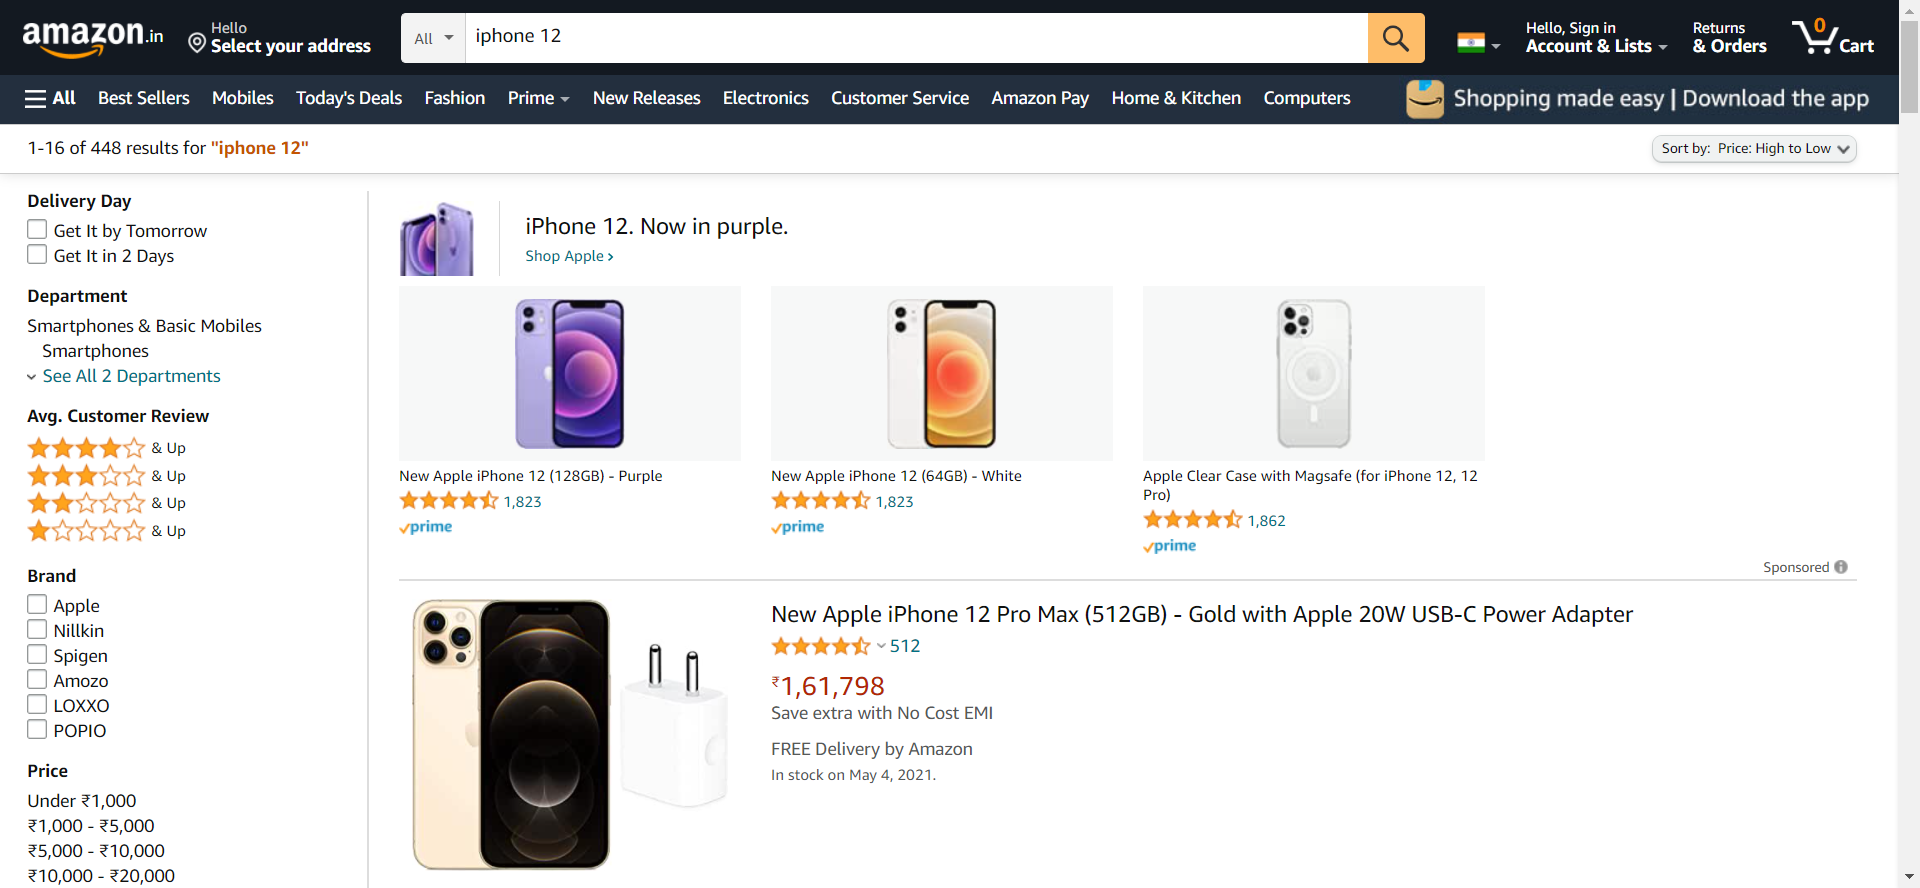 amazon.in
Hello
Select your address
All
iphone 12
Hello, Sign in
Account & Lists
Returns
& Orders
0
Cart
All
Best Sellers
Mobiles
Today's Deals
Fashion
Prime
New Releases
Electronics
Customer Service
Amazon Pay
Home & Kitchen
Computers
Shopping made easy | Download the app
1-16 of 448 results for "iphone 12"
Sort by: Price: High to Low
Delivery Day
Get It by Tomorrow
Get It in 2 Days
Department
Smartphones & Basic Mobiles
Smartphones
See All 2 Departments
Avg. Customer Review
& Up
& Up
& Up
& Up
Brand
Apple
Nillkin
Spigen
Amozo
LOXXO
POPIO
Price
Under ₹1,000
₹1,000 - ₹5,000
₹5,000 - ₹10,000
₹10,000 - ₹20,000
iPhone 12. Now in purple.
Shop Apple ›
New Apple iPhone 12 (128GB) - Purple
1,823
prime
New Apple iPhone 12 (64GB) - White
1,823
prime
Apple Clear Case with Magsafe (for iPhone 12, 12
Pro)
1,862
prime
Sponsored
New Apple iPhone 12 Pro Max (512GB) - Gold with Apple 20W USB-C Power Adapter
512
₹1,61,798
Save extra with No Cost EMI
FREE Delivery by Amazon
In stock on May 4, 2021.